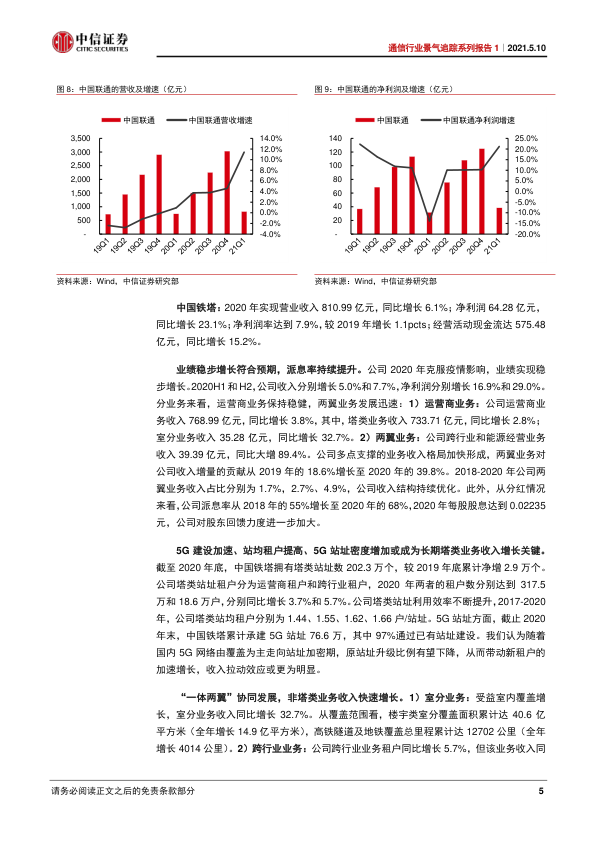 中信证券
CITIC SECURITIES
通信行业景气追踪系列报告 1｜2021.5.10
图 8：中国联通的营收及增速（亿元）
中国联通 中国联通营收增速
3,500
3,000
2,500
2,000
1,500
1,000
500
-
14.0%
12.0%
10.0%
8.0%
6.0%
4.0%
2.0%
0.0%
-2.0%
-4.0%
19Q1 19Q2 19Q3 19Q4 20Q1 20Q2 20Q3 20Q4 21Q1
资料来源：Wind，中信证券研究部
图 9：中国联通的净利润及增速（亿元）
中国联通 中国联通净利润增速
140
120
100
80
60
40
20
-
25.0%
20.0%
15.0%
10.0%
5.0%
0.0%
-5.0%
-10.0%
-15.0%
-20.0%
19Q1 19Q2 19Q3 19Q4 20Q1 20Q2 20Q3 20Q4 21Q1
资料来源：Wind，中信证券研究部
中国铁塔：2020 年实现营业收入 810.99 亿元，同比增长 6.1%；净利润 64.28 亿元，
同比增长 23.1%；净利润率达到 7.9%，较 2019 年增长 1.1pcts；经营活动现金流达 575.48
亿元，同比增长 15.2%。
业绩稳步增长符合预期，派息率持续提升。公司 2020 年克服疫情影响，业绩实现稳
步增长。2020H1 和 H2，公司收入分别增长 5.0%和 7.7%，净利润分别增长 16.9%和 29.0%。
分业务来看，运营商业务保持稳健，两翼业务发展迅速：1）运营商业务：公司运营商业
务收入 768.99 亿元，同比增长 3.8%，其中，塔类业务收入 733.71 亿元，同比增长 2.8%；
室分业务收入 35.28 亿元，同比增长 32.7%。2）两翼业务：公司跨行业和能源经营业务
收入 39.39 亿元，同比大增 89.4%。公司多点支撑的业务收入格局加快形成，两翼业务对
公司收入增量的贡献从 2019 年的 18.6%增长至 2020 年的 39.8%。2018-2020 年公司两
翼业务收入占比分别为 1.7%，2.7%、4.9%，公司收入结构持续优化。此外，从分红情况
来看，公司派息率从 2018 年的 55%增长至 2020 年的 68%，2020 年每股股息达到 0.02235
元，公司对股东回馈力度进一步加大。
5G 建设加速、站均租户提高、5G 站址密度增加或成为长期塔类业务收入增长关键。
截至 2020 年底，中国铁塔拥有塔类站址数 202.3 万个，较 2019 年底累计净增 2.9 万个。
公司塔类站址租户分为运营商租户和跨行业租户，2020 年两者的租户数分别达到 317.5
万和 18.6 万户，分别同比增长 3.7%和 5.7%。公司塔类站址利用效率不断提升，2017-2020
年，公司塔类站均租户分别为 1.44、1.55、1.62、1.66 户/站址。5G 站址方面，截止 2020
年末，中国铁塔累计承建 5G 站址 76.6 万，其中 97%通过已有站址建设。我们认为随着
国内 5G 网络由覆盖为主走向站址加密期，原站址升级比例有望下降，从而带动新租户的
加速增长，收入拉动效应或更为明显。
“一体两翼”协同发展，非塔类业务收入快速增长。1）室分业务：受益室内覆盖增
长，室分业务收入同比增长 32.7%。从覆盖范围看，楼宇类室分覆盖面积累计达 40.6 亿
平方米（全年增长 14.9 亿平方米），高铁隧道及地铁覆盖总里程累计达 12702 公里（全年
增长 4014 公里）。2）跨行业业务：公司跨行业业务租户同比增长 5.7%，但该业务收入同
请务必阅读正文之后的免责条款部分
5